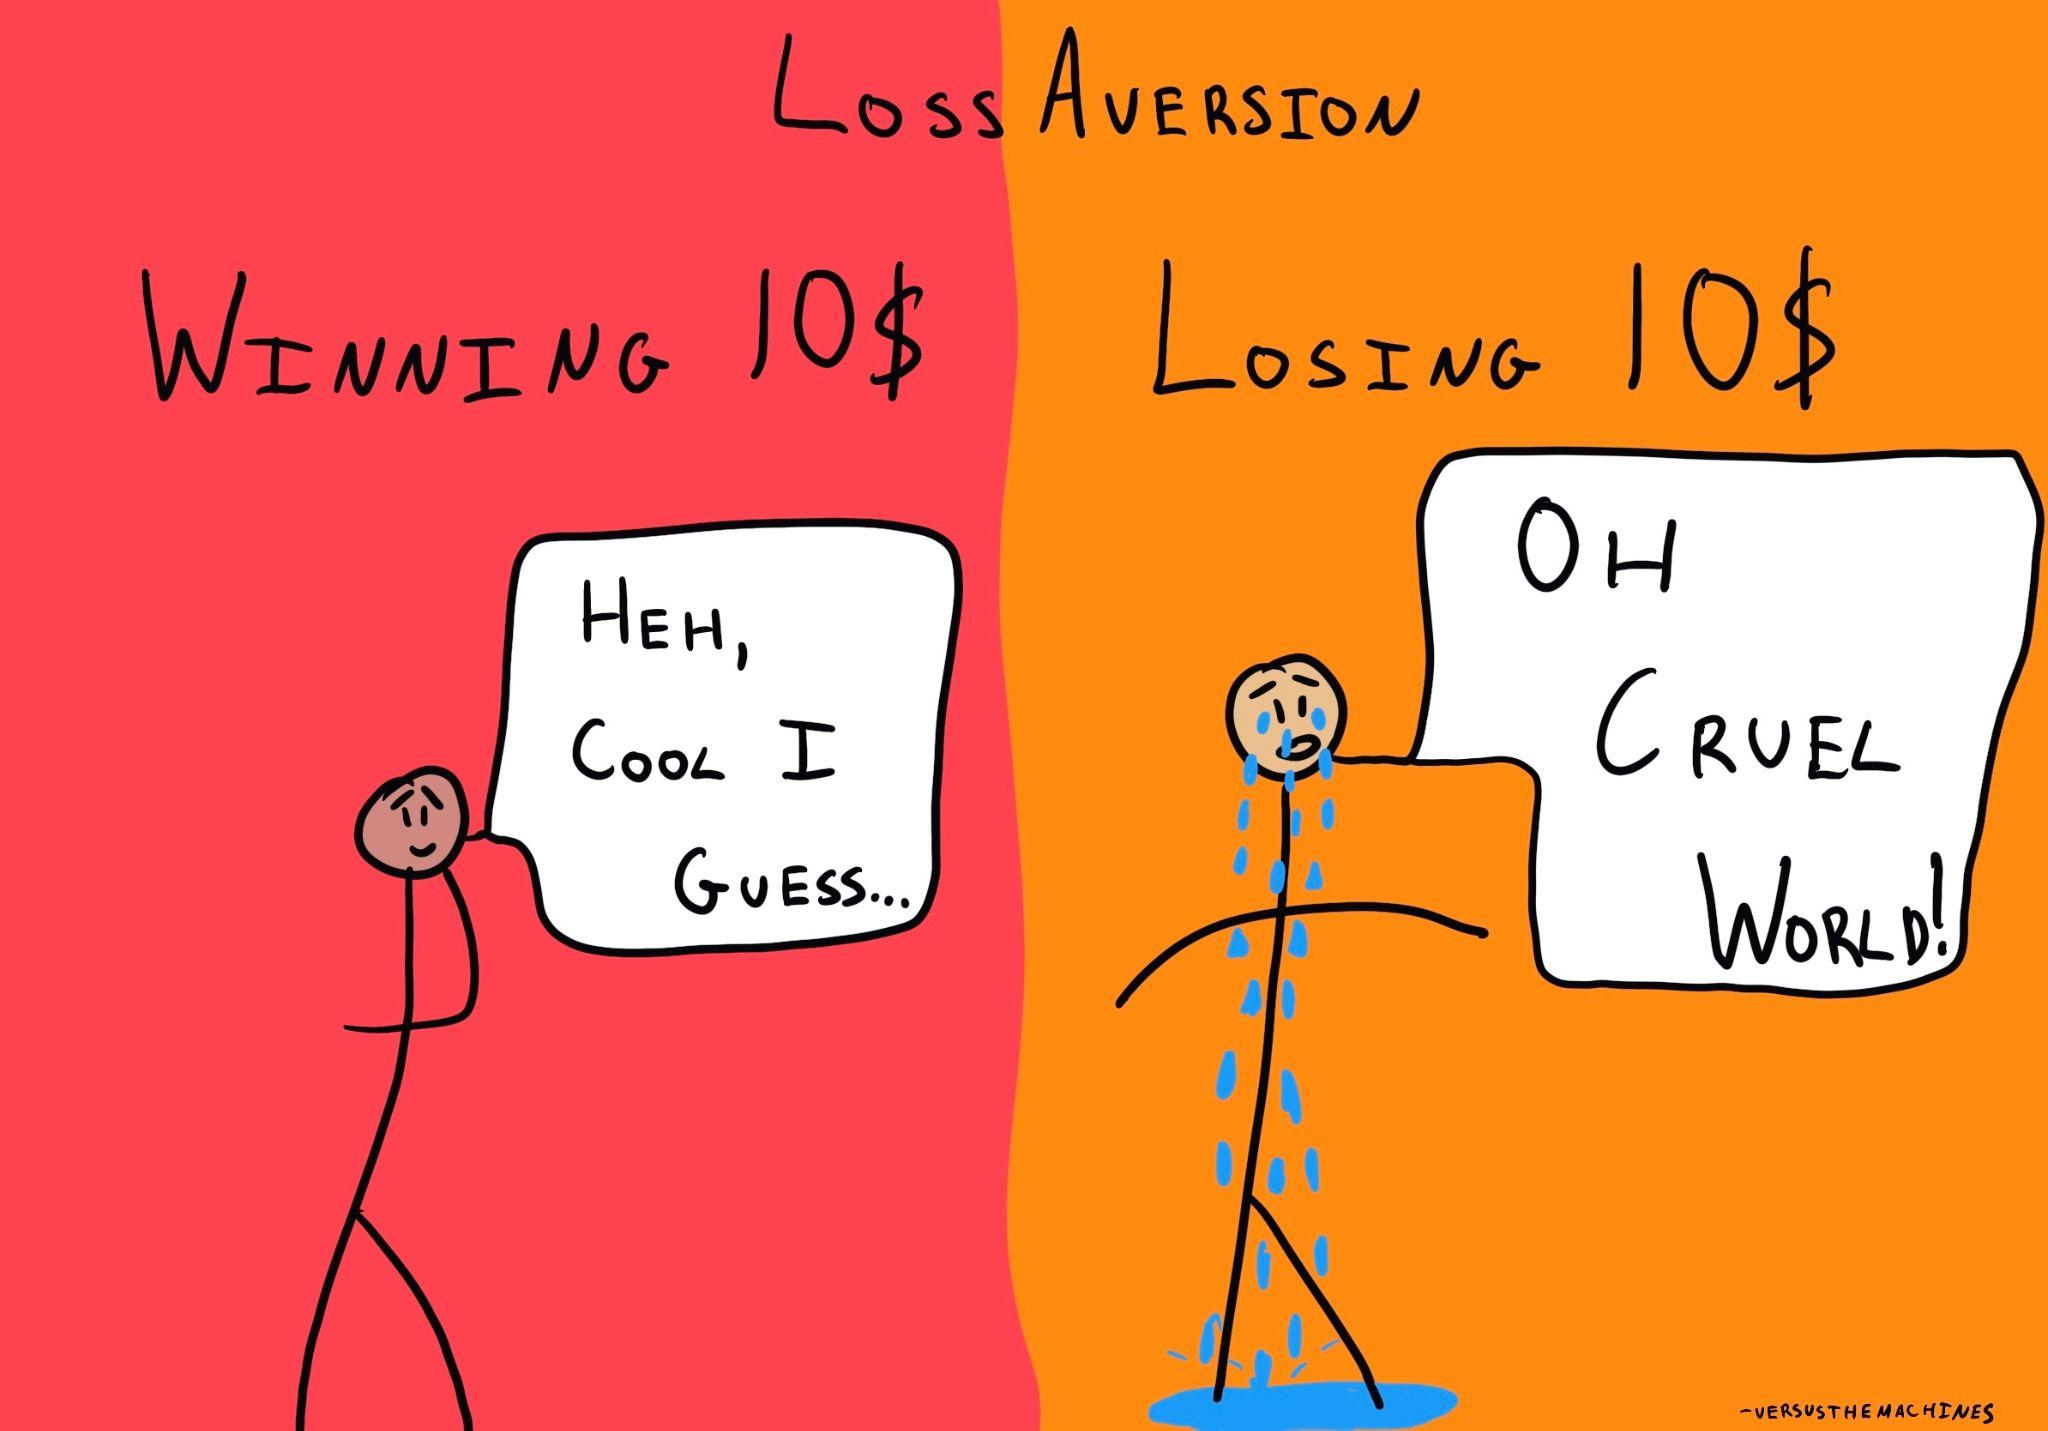 Loss Aversion
Winning 10$
Losing 10$
Heh,
Cool I
Guess...
Oh
Cruel
World!
-versusthemachines